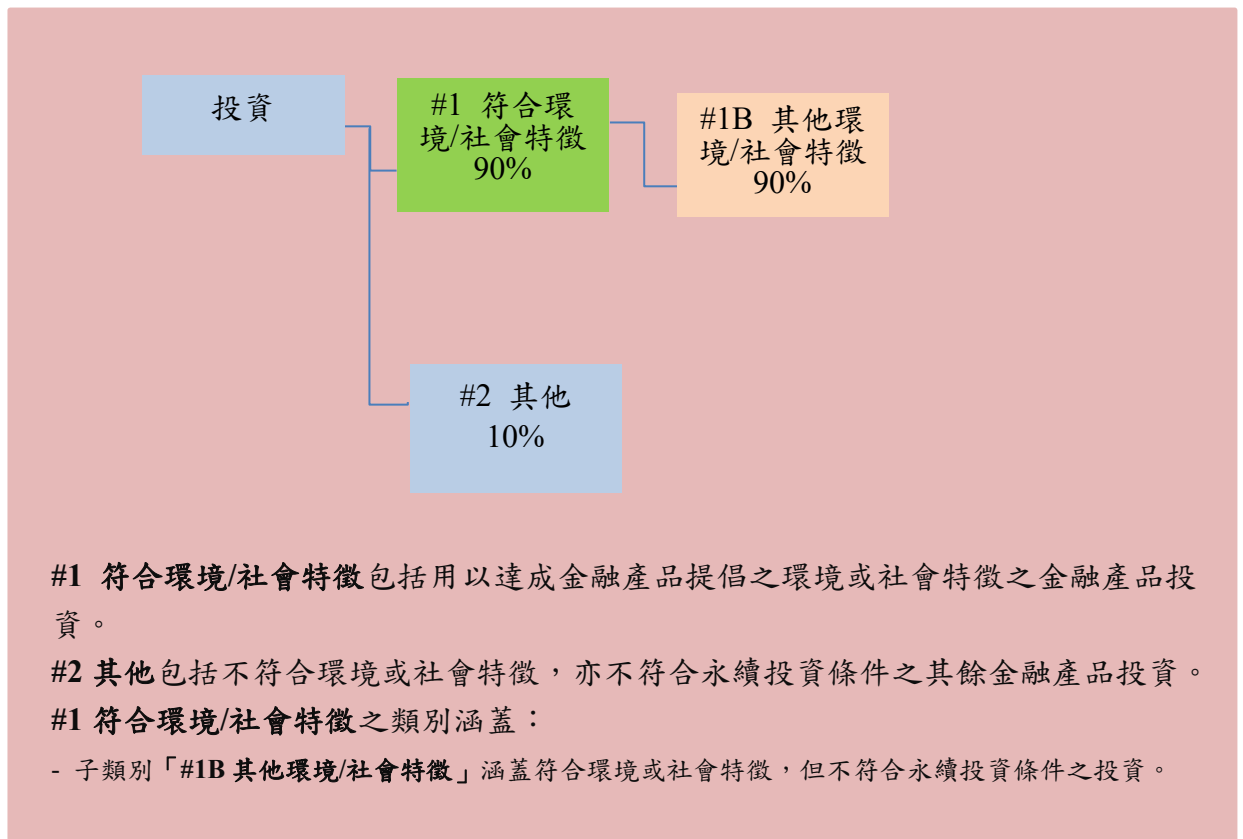 投資
#1 符合環
境/社會特徵
90%
#1B 其他環
境/社會特徵
90%
#2 其他
10%
#1 符合環境/社會特徵包括用以達成金融產品提倡之環境或社會特徵之金融產品投
資。
#2 其他包括不符合環境或社會特徵，亦不符合永續投資條件之其餘金融產品投資。
#1 符合環境/社會特徵之類別涵蓋：
- 子類別「#1B 其他環境/社會特徵」涵蓋符合環境或社會特徵，但不符合永續投資條件之投資。